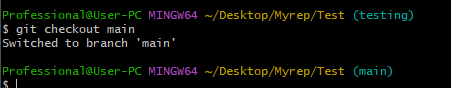 Professional@User-PC MINGW64 ~/Desktop/Myrep/Test (testing)
$ git checkout main
Switched to branch 'main'
Professional@User-PC MINGW64 ~/Desktop/Myrep/Test (main)
$